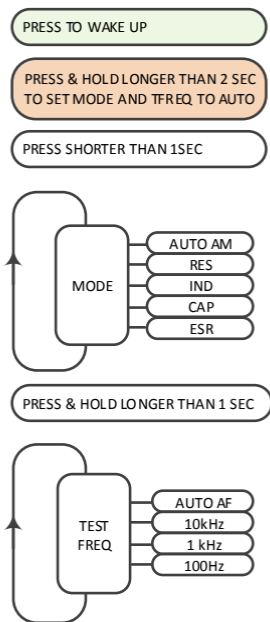 PRESS TO WAKE UP
PRESS & HOLD LONGER THAN 2 SEC
TO SET MODE AND TFREQ TO AUTO
PRESS SHORTER THAN 1SEC
MODE
AUTO AM
RES
IND
CAP
ESR
PRESS & HOLD LONGER THAN 1 SEC
TEST
FREQ
AUTO AF
10kHz
1 kHz
100Hz